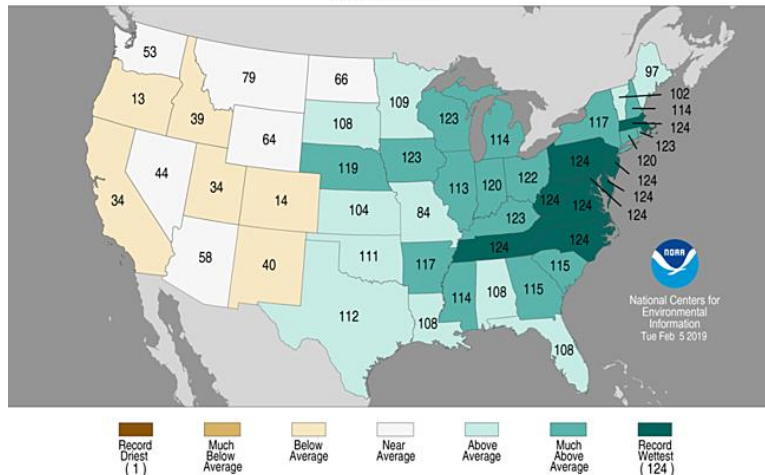 53
79
66
109
97
102
114
124
123
120
124
124
124
13
39
64
108
123
114
117
124
44
34
14
119
123
113
120
122
124
124
34
104
84
123
58
40
111
117
124
124
112
108
114
108
115
115
108
NOAA
National Centers for
Environmental
Information
Tue Feb 5 2019
Record
Driest
( 1 )
Much
Below
Average
Below
Average
Near
Average
Above
Average
Much
Above
Average
Record
Wettest
( 124 )